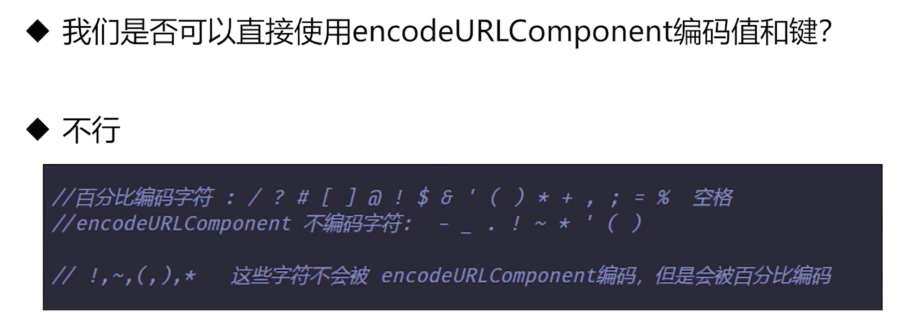 ◆ 我们是否可以直接使用encodeURLComponent编码值和键?
◆ 不行
//百分比编码字符 : / ? # [ ] @ ! $ & ' ( ) * + , ; = % 空格
//encodeURLComponent 不编码字符: - _ . ! ~ * ' ( )
// !,~,(,),* 这些字符不会被 encodeURLComponent编码, 但是会被百分比编码